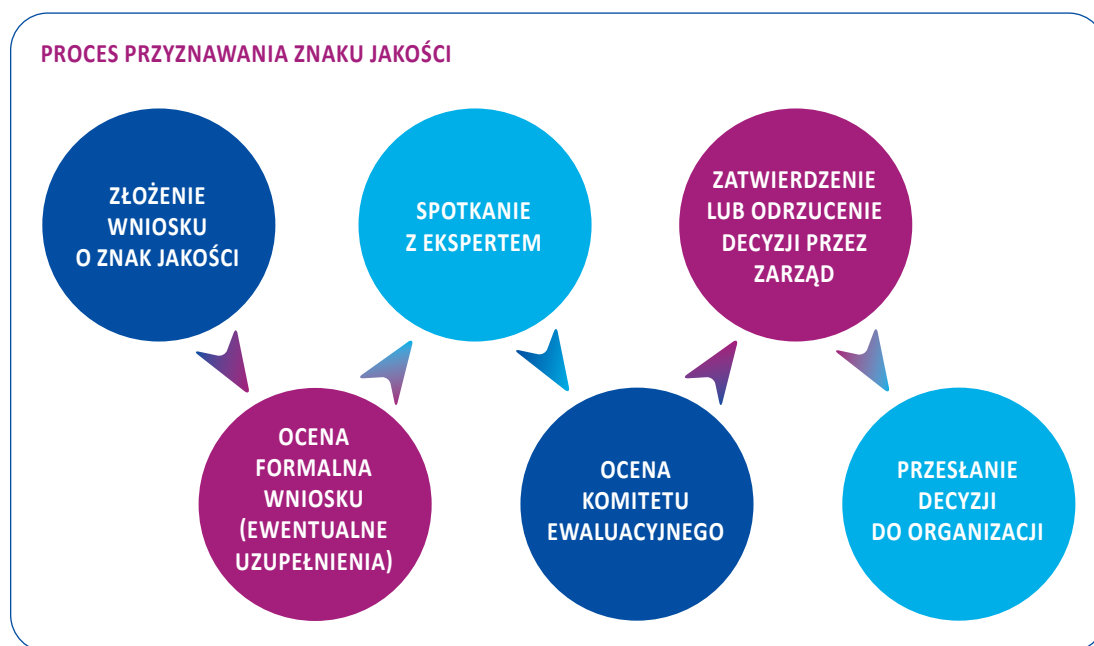 PROCES PRZYZNAWANIA ZNAKU JAKOŚCI
ZŁOŻENIE
WNIOSKU
O ZNAK JAKOŚCI
OCENA
FORMALNA
WNIOSKU
(EWENTUALNE
UZUPEŁNIENIA)
SPOTKANIE
Z EKSPERTEM
OCENA
KOMITETU
EWALUACYJNEGO
ZATWIERDZENIE
LUB ODRZUCENIE
DECYZJI PRZEZ
ZARZĄD
PRZESŁANIE
DECYZJI
DO ORGANIZACJI